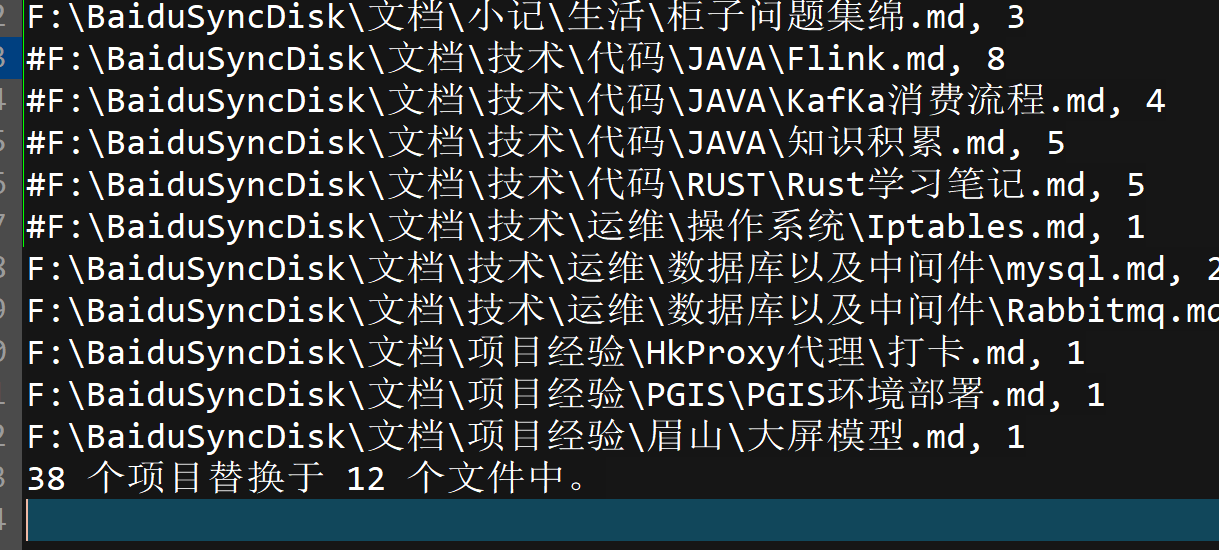 2 F:\BaiduSyncDisk\文档\小记\生活\柜子问题集绵.md, 3
3 #F:\BaiduSyncDisk\文档\技术\代码\JAVA\Flink.md, 8
4 #F:\BaiduSyncDisk\文档\技术\代码\JAVA\KafKa消费流程.md, 4
5 #F:\BaiduSyncDisk\文档\技术\代码\JAVA\知识积累.md, 5
6 #F:\BaiduSyncDisk\文档\技术\代码\RUST\Rust学习笔记.md, 5
7 #F:\BaiduSyncDisk\文档\技术\运维\操作系统\Iptables.md, 1
8 F:\BaiduSyncDisk\文档\技术\运维\数据库以及中间件\mysql.md, 2
9 F:\BaiduSyncDisk\文档\技术\运维\数据库以及中间件\Rabbitmq.md
0 F:\BaiduSyncDisk\文档\项目经验\HkProxy代理\打卡.md, 1
1 F:\BaiduSyncDisk\文档\项目经验\PGIS\PGIS环境部署.md, 1
2 F:\BaiduSyncDisk\文档\项目经验\眉山\大屏模型.md, 1
3 38 个项目替换于 12 个文件中。
4